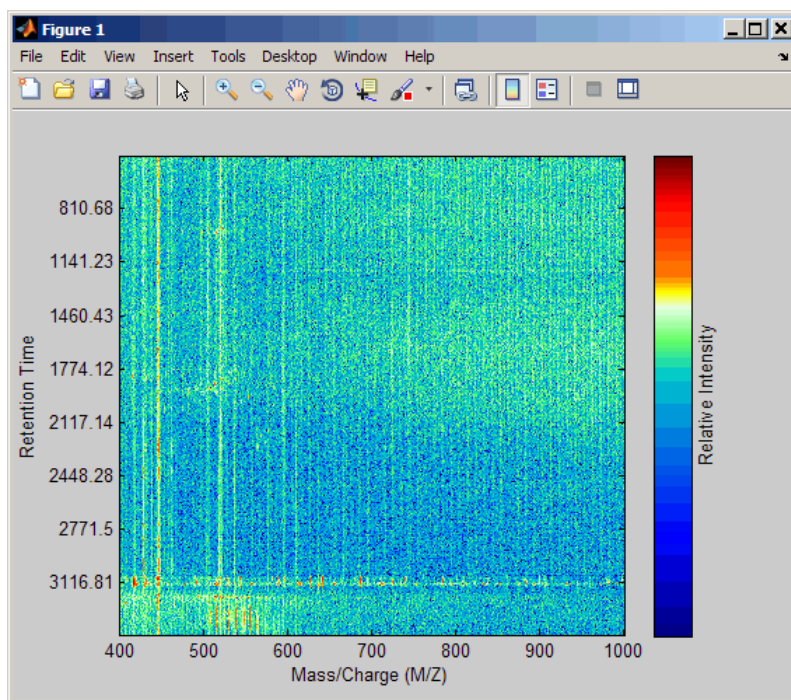 Figure 1
File Edit View Insert Tools Desktop Window Help
810.68
1141.23
1460.43
1774.12
2117.14
2448.28
2771.5
3116.81
Retention Time
400 500 600 700 800 900 1000
Mass/Charge (M/Z)
Relative Intensity